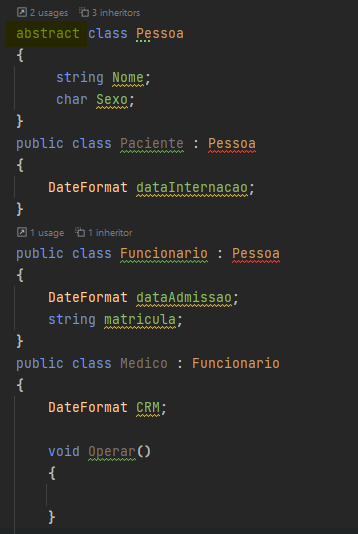 2 usages 3 inheritors
abstract class Pessoa
{
string Nome;
char Sexo;
}
public class Paciente : Pessoa
{
DateFormat dataInternacao;
}
1 usage 1 inheritor
public class Funcionario : Pessoa
{
DateFormat dataAdmissao;
string matricula;
}
public class Medico : Funcionario
{
DateFormat CRM;
void Operar()
{
}